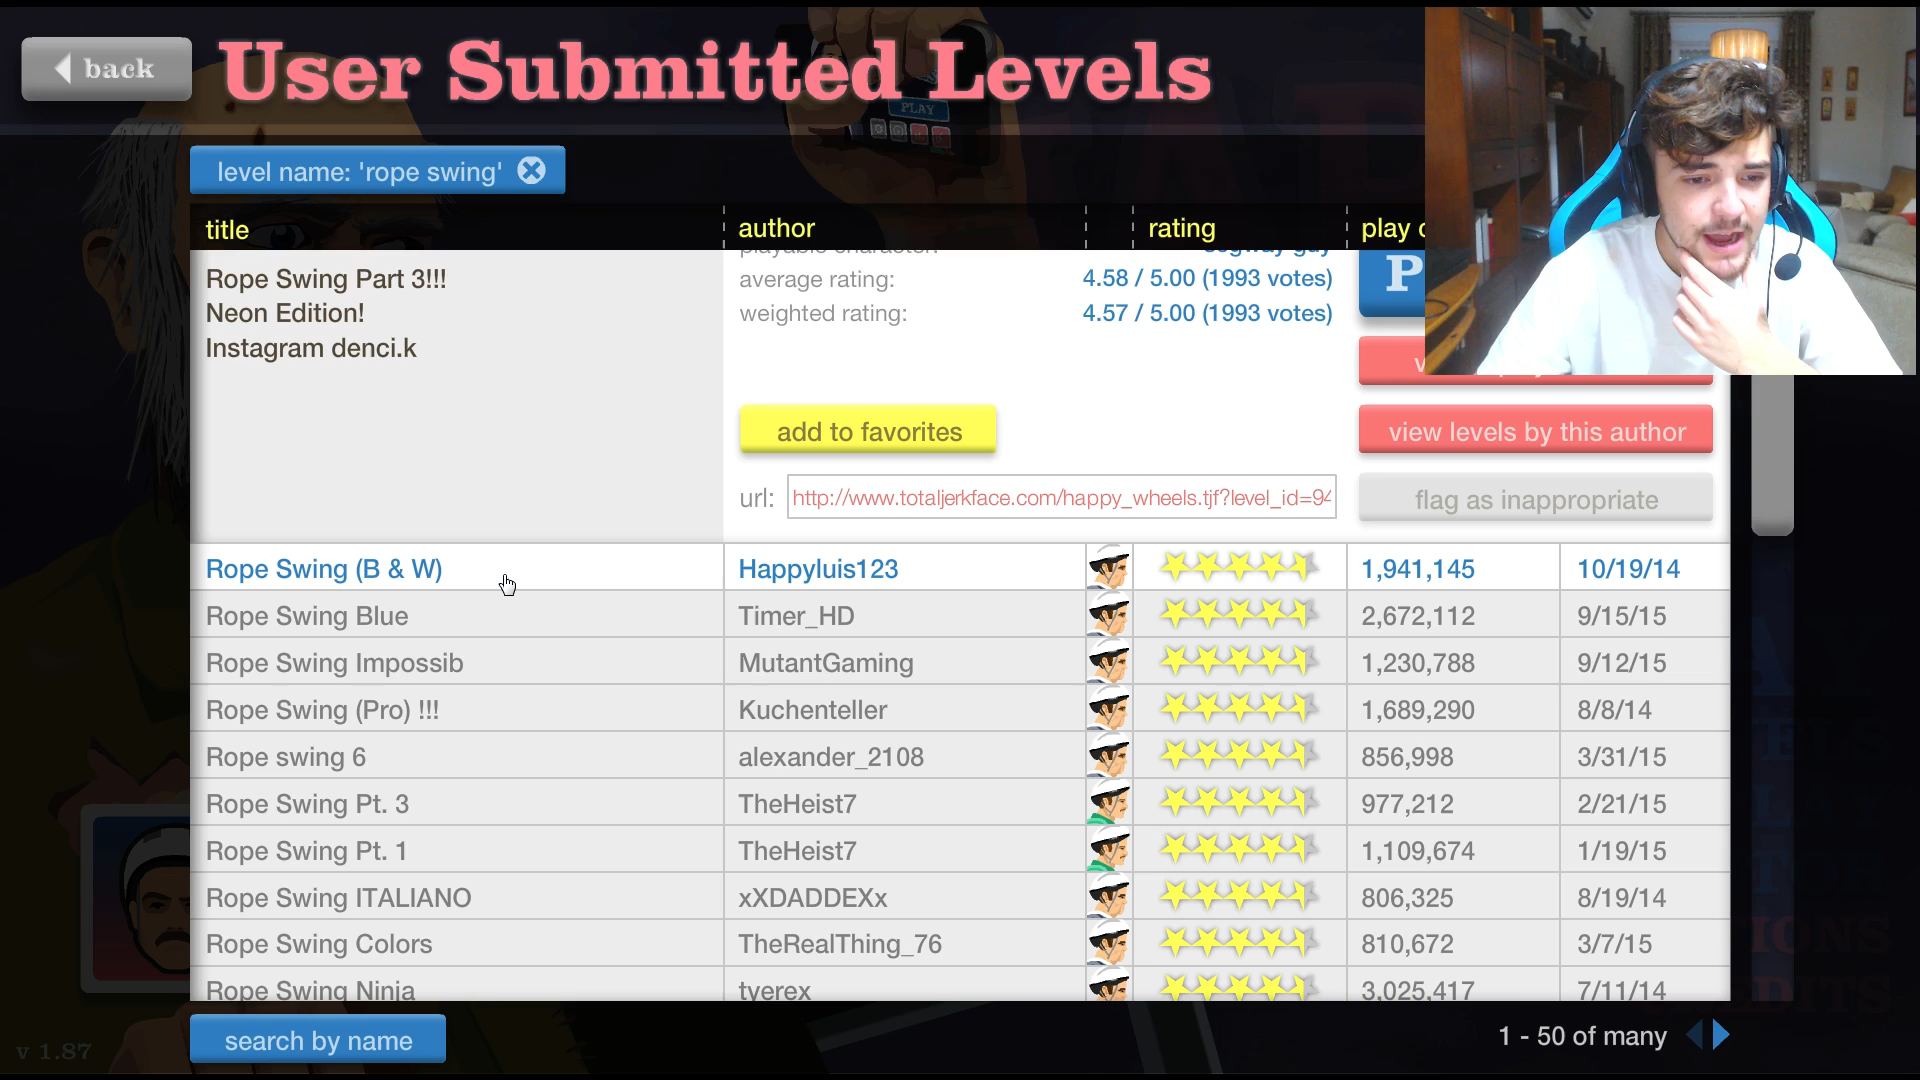 back
User Submitted Levels
PLAY
level name: 'rope swing'
title author rating play
Rope Swing Part 3!!!
Neon Edition!
Instagram denci.k
average rating: 4.58 / 5.00 (1993 votes)
weighted rating: 4.57 / 5.00 (1993 votes)
add to favorites
view levels by this author
url: http://www.totaljerkface.com/happy_wheels.tjf?level_id=94
flag as inappropriate
Rope Swing (B & W) Happyluis123 1,941,145 10/19/14
Rope Swing Blue Timer_HD 2,672,112 9/15/15
Rope Swing Impossib MutantGaming 1,230,788 9/12/15
Rope Swing (Pro) !!! Kuchenteller 1,689,290 8/8/14
Rope swing 6 alexander_2108 856,998 3/31/15
Rope Swing Pt. 3 TheHeist7 977,212 2/21/15
Rope Swing Pt. 1 TheHeist7 1,109,674 1/19/15
Rope Swing ITALIANO xXDADDEXx 806,325 8/19/14
Rope Swing Colors TheRealThing_76 810,672 3/7/15
Rope Swing Ninja tyerex 3,025,417 7/11/14
search by name
1 - 50 of many
v 1.87